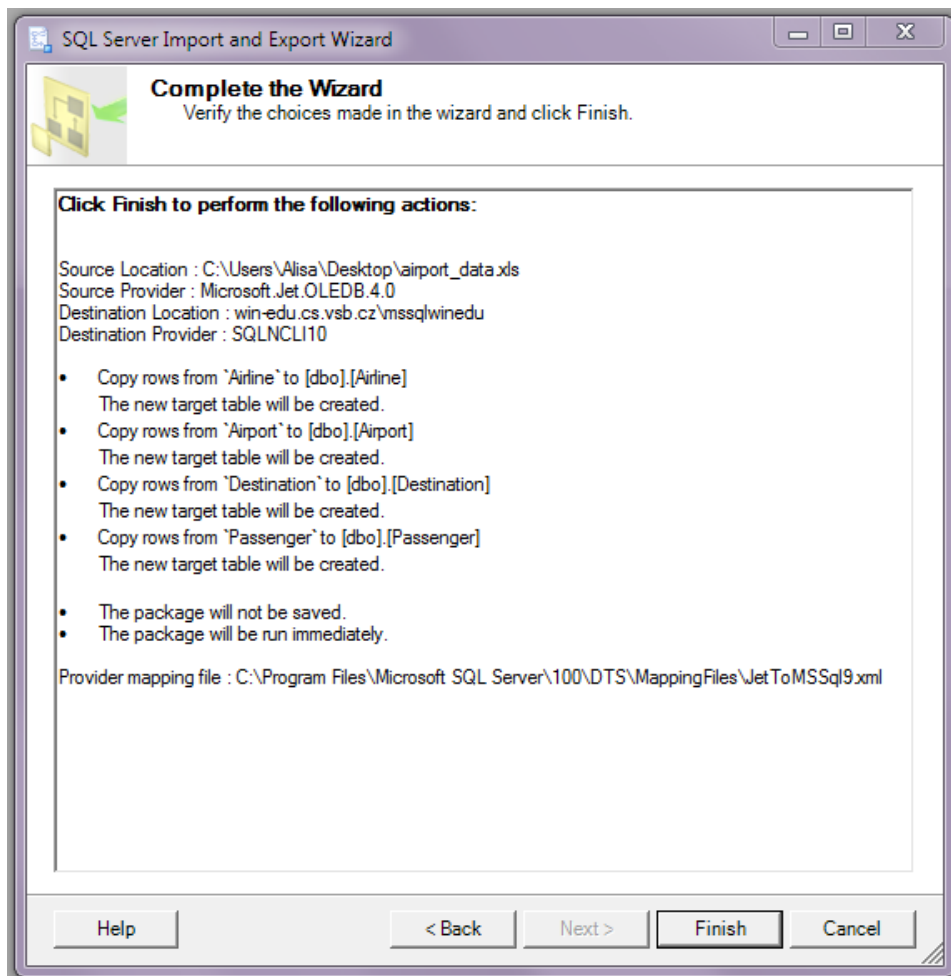 SQL Server Import and Export Wizard
Complete the Wizard
Verify the choices made in the wizard and click Finish.
Click Finish to perform the following actions:
Source Location : C:\Users\Alisa\Desktop\airport_data.xls
Source Provider : Microsoft.Jet.OLEDB.4.0
Destination Location : win-edu.cs.vsb.cz\mssqlwinedu
Destination Provider : SQLNCLI10
• Copy rows from `Airline` to [dbo].[Airline]
The new target table will be created.
• Copy rows from `Airport` to [dbo].[Airport]
The new target table will be created.
• Copy rows from `Destination` to [dbo].[Destination]
The new target table will be created.
• Copy rows from `Passenger` to [dbo].[Passenger]
The new target table will be created.
• The package will not be saved.
• The package will be run immediately.
Provider mapping file : C:\Program Files\Microsoft SQL Server\100\DTS\MappingFiles\JetToMSSql9.xml
Help
< Back
Next >
Finish
Cancel